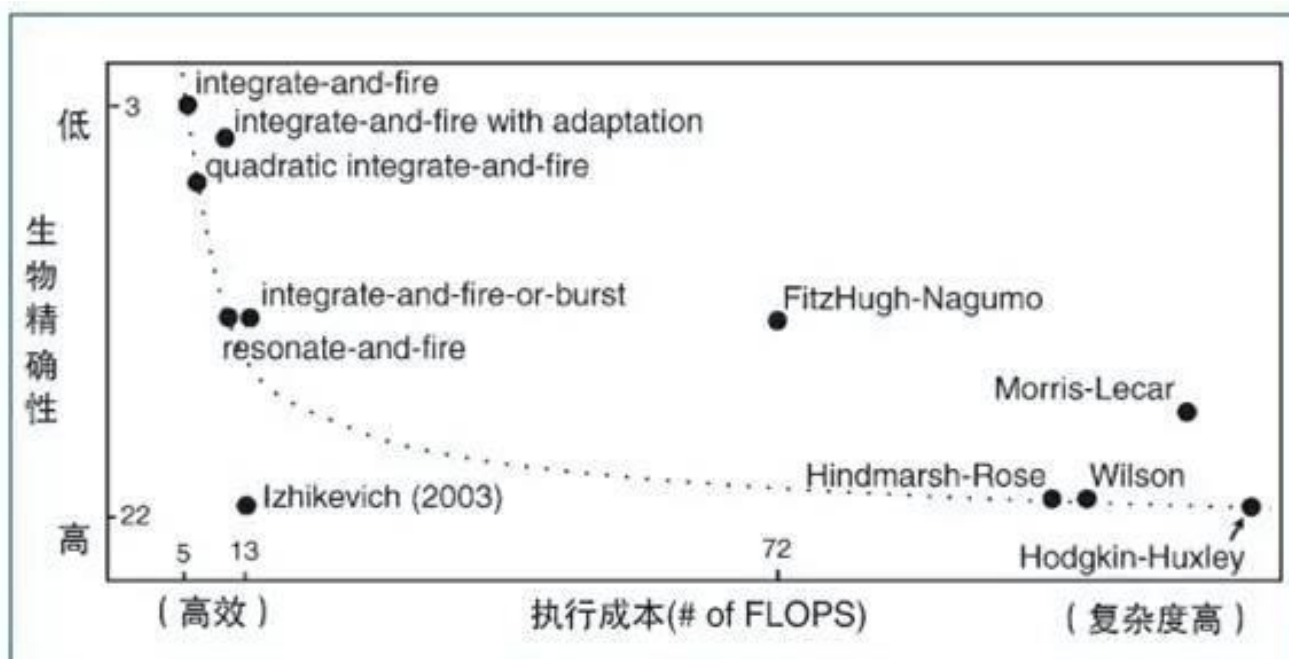 低
生物精确性
高
3
22
integrate-and-fire
integrate-and-fire with adaptation
quadratic integrate-and-fire
integrate-and-fire-or-burst
resonate-and-fire
FitzHugh-Nagumo
Morris-Lecar
Hindmarsh-Rose
Wilson
Izhikevich (2003)
Hodgkin-Huxley
5
13
72
（高效）
执行成本(# of FLOPS)
（复杂度高）